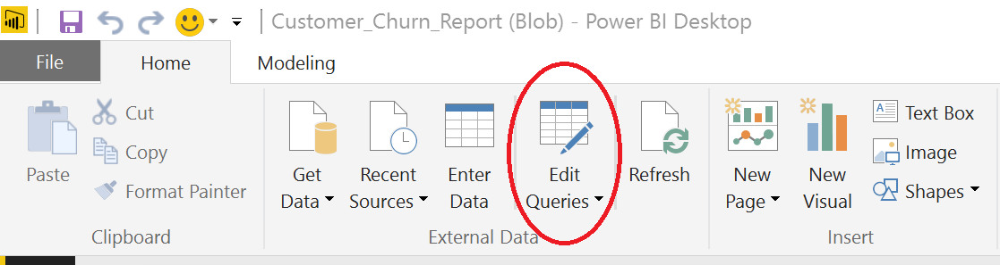 Customer_Churn_Report (Blob) - Power BI Desktop
File Home Modeling
Paste
Cut
Copy
Format Painter
Clipboard
Get
Data
Recent
Sources
Enter
Data
Edit
Queries
Refresh
External Data
New
Page
New
Visual
A Text Box
Image
Shapes
Insert